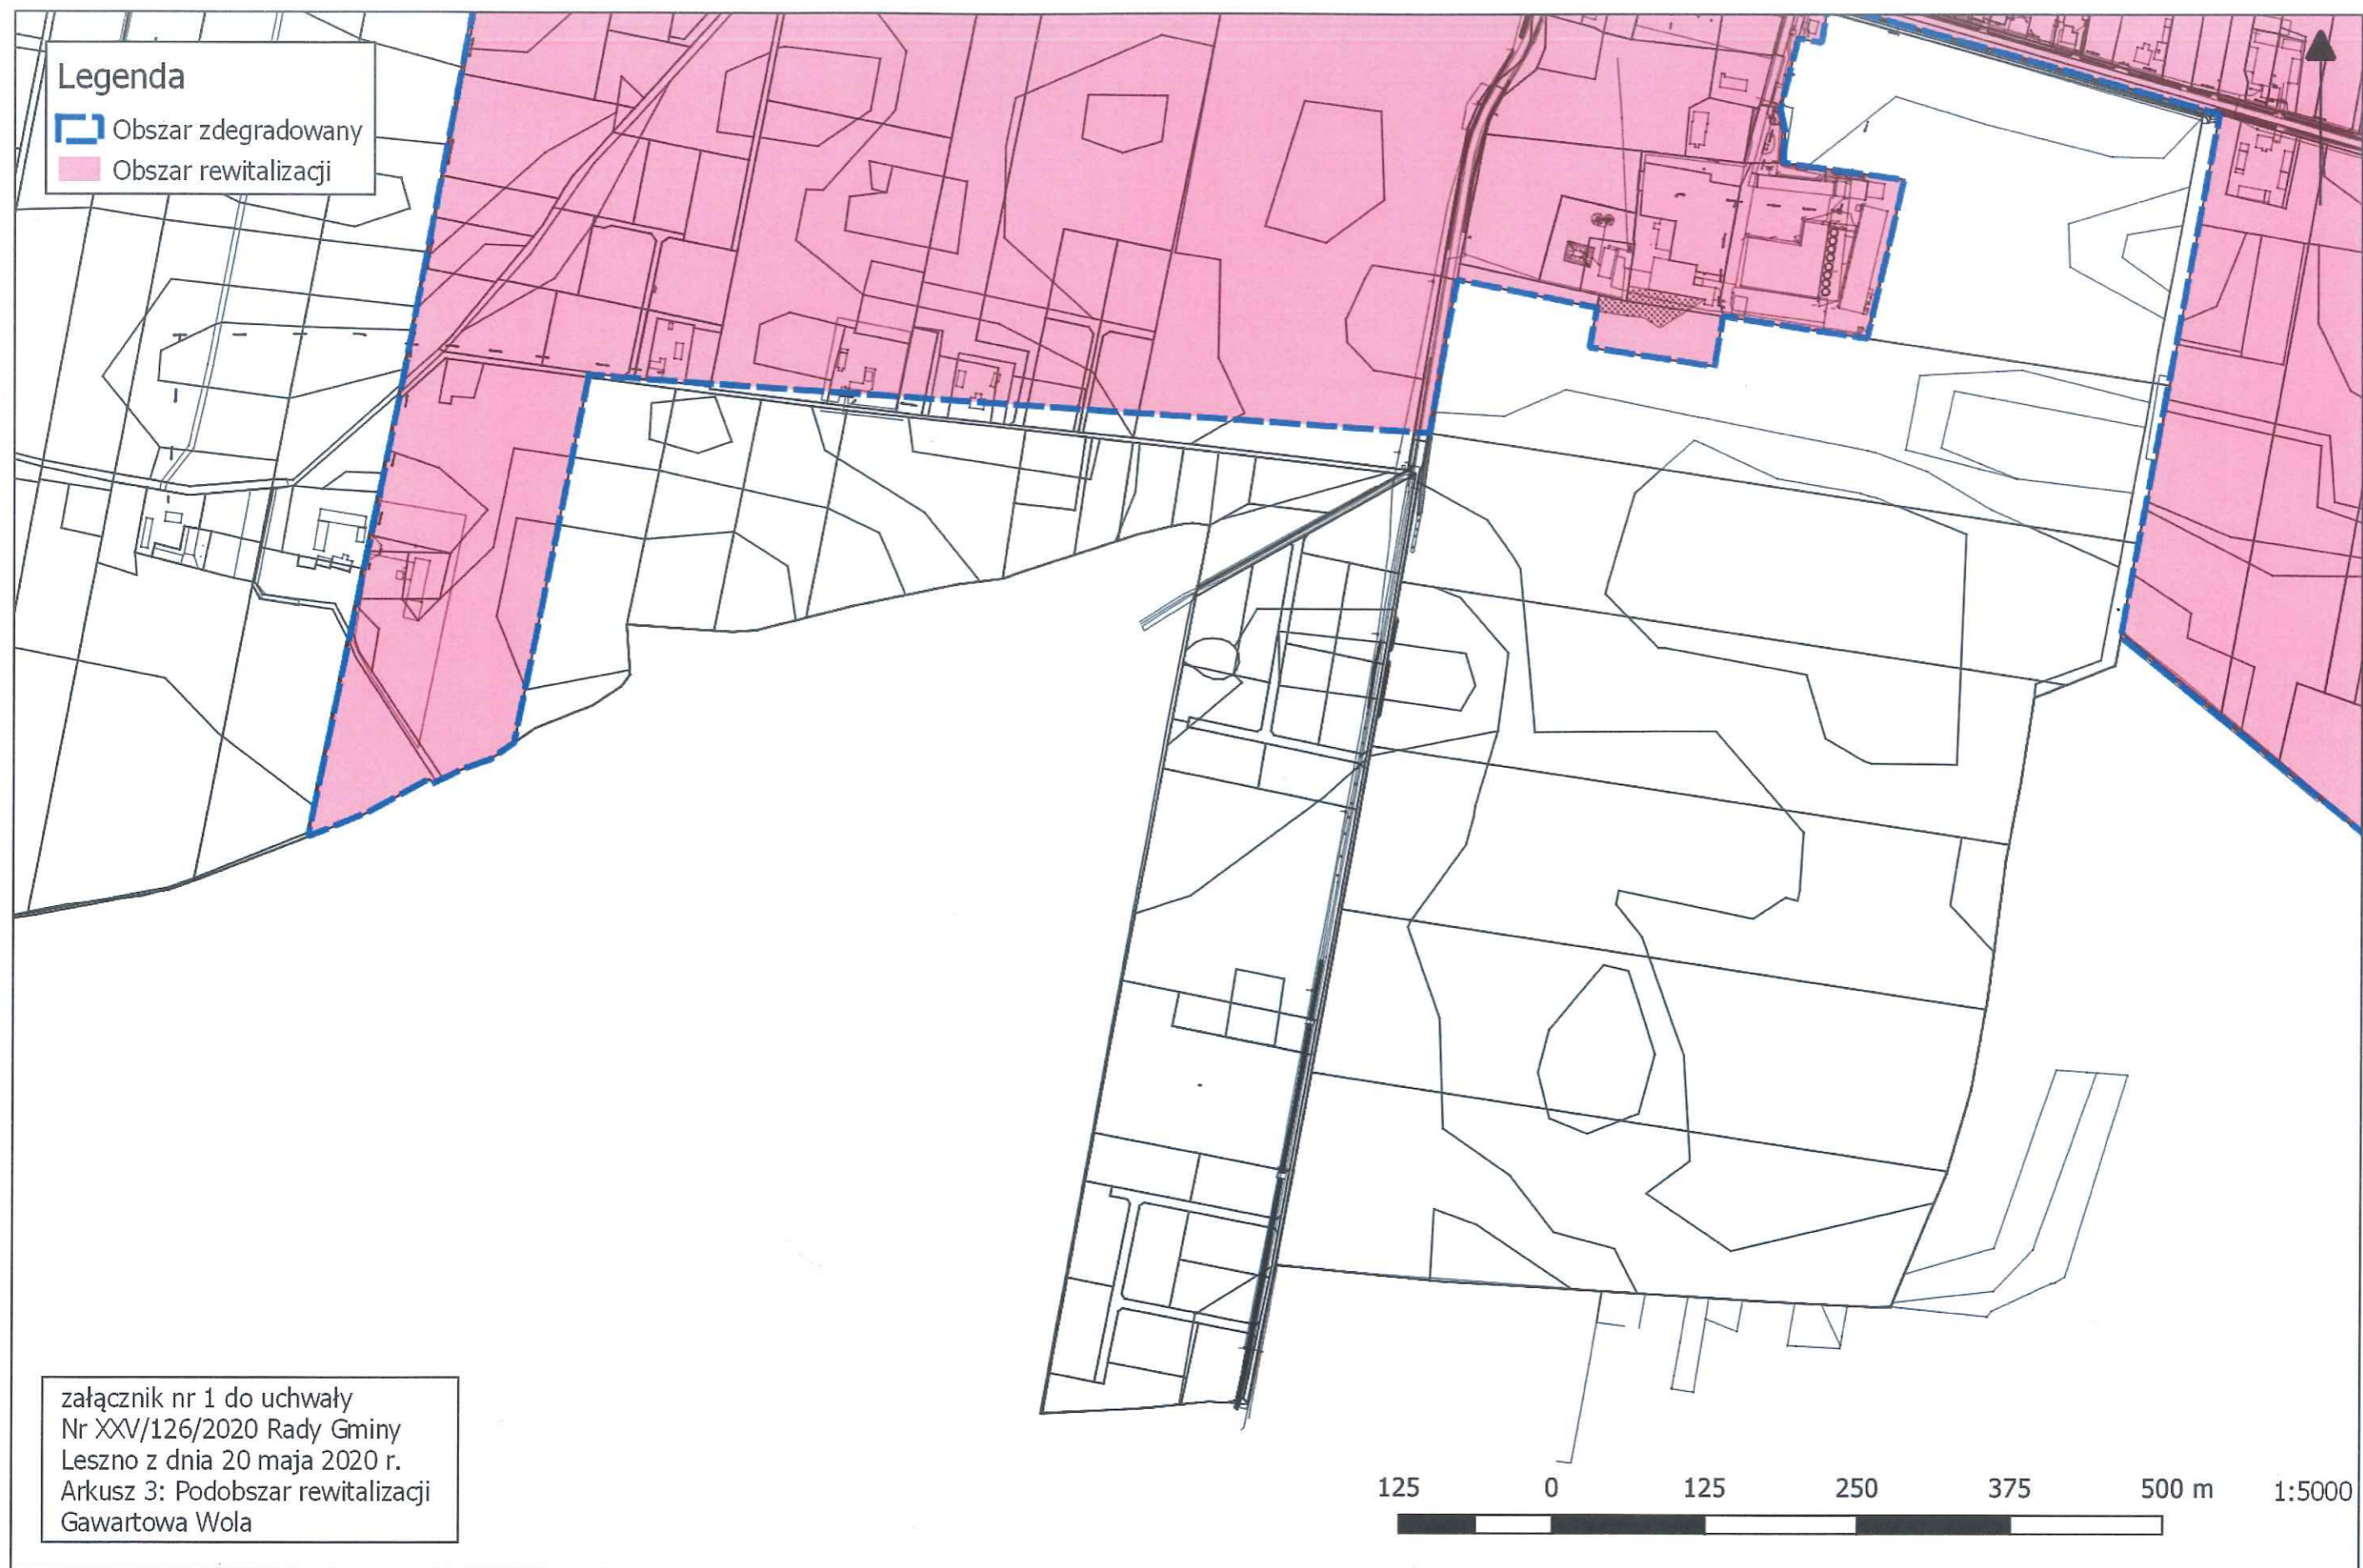 Legenda
Obszar zdegradowany
Obszar rewitalizacji
załącznik nr 1 do uchwały
Nr XXV/126/2020 Rady Gminy
Leszno z dnia 20 maja 2020 r.
Arkusz 3: Podobszar rewitalizacji
Gawartowa Wola
125 0 125 250 375 500 m 1:5000